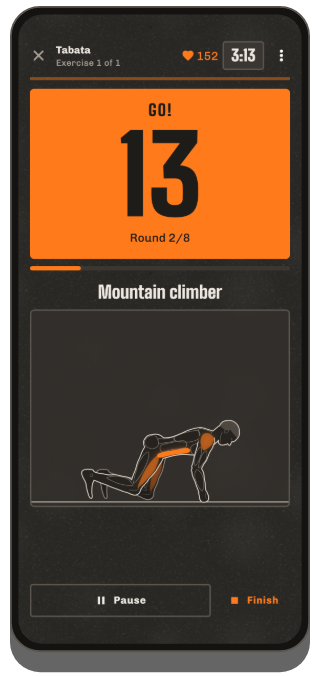 Tabata
Exercise 1 of 1
152
3:13
GO!
13
Round 2/8
Mountain climber
Pause
Finish